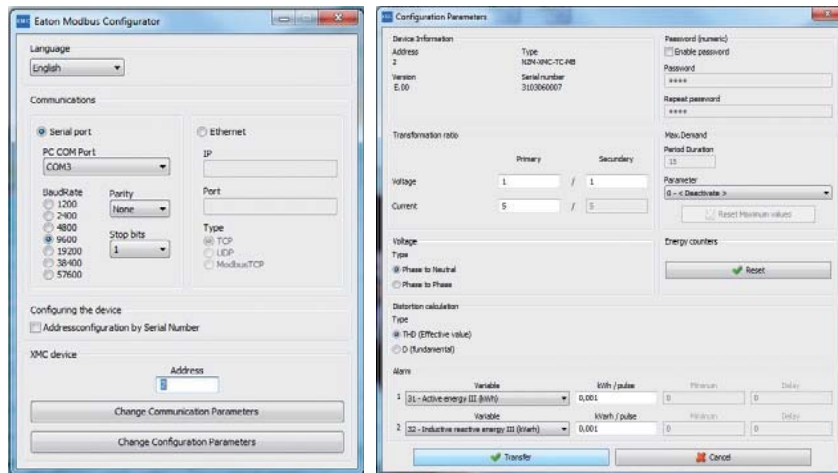 Eaton Modbus Configurator
Language
English
Communications
Serial port
Ethernet
PC COM Port
COM3
IP
BaudRate
Parity
Port
1200
None
2400
4800
Stop bits
Type
9600
1
TCP
19200
UDP
38400
ModbusTCP
57600
Configuring the device
Addressconfiguration by Serial Number
XMC device
Address
2
Change Communication Parameters
Change Configuration Parameters
Configuration Parameters
Device Information
Address
Type
2
NZM-XMC-TC-MB
Version
Serial number
E.00
3103060007
Password (numeric)
Enable password
Password
****
Repeat password
****
Transformation ratio
Primary
Secundary
Voltage
1 / 1
Current
5 / 5
Max.Demand
Period Duration
15
Parameter
0 - < Deactivate >
Reset Maximum values
Voltage
Type
Phase to Neutral
Phase to Phase
Energy counters
Reset
Distortion calculation
Type
THD (Effective value)
D (fundamental)
Alarm
Variable
kWh / pulse
Minimum
Delay
1 31 - Active energy III (kWh) 0,001 0 0
Variable
kVarh / pulse
Minimum
Delay
2 32 - Inductive reactive energy III (kVarh) 0,001 0 0
Transfer
Cancel